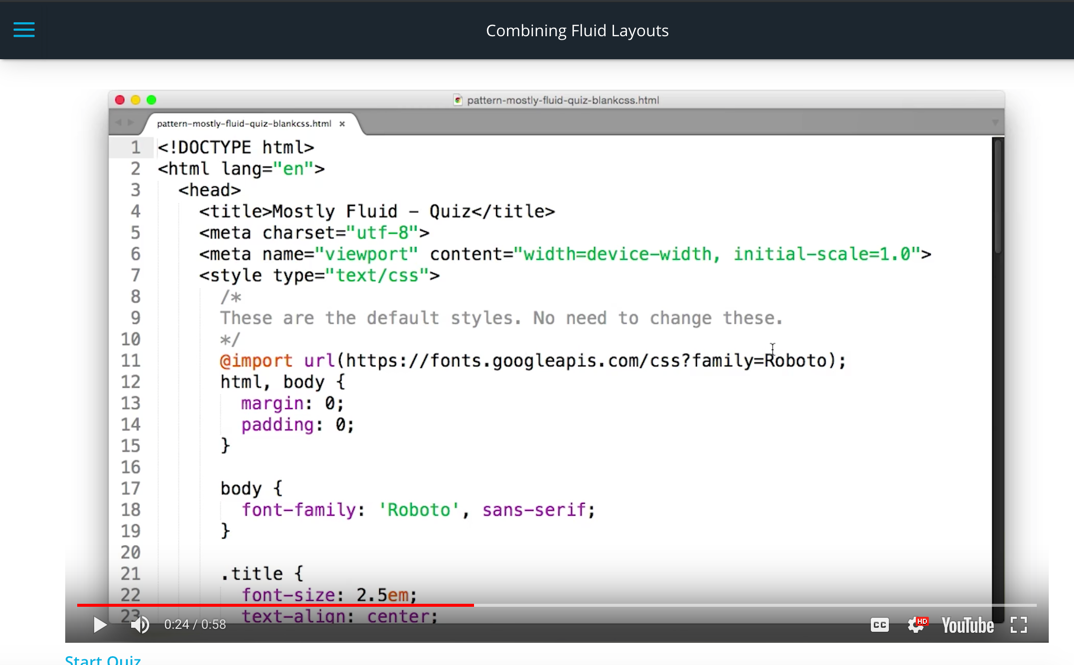 Combining Fluid Layouts
pattern-mostly-fluid-quiz-blankcss.html
pattern-mostly-fluid-quiz-blankcss.html ×
1 <!DOCTYPE html>
2 <html lang="en">
3 <head>
4 <title>Mostly Fluid – Quiz</title>
5 <meta charset="utf-8">
6 <meta name="viewport" content="width=device-width, initial-scale=1.0">
7 <style type="text/css">
8 /*
9 These are the default styles. No need to change these.
10 */
11 @import url(https://fonts.googleapis.com/css?family=Roboto);
12 html, body {
13 margin: 0;
14 padding: 0;
15 }
16
17 body {
18 font-family: 'Roboto', sans-serif;
19 }
20
21 .title {
22 font-size: 2.5em;
23 text-align: center;
0:24 / 0:58 CC HD YouTube
Start Quiz